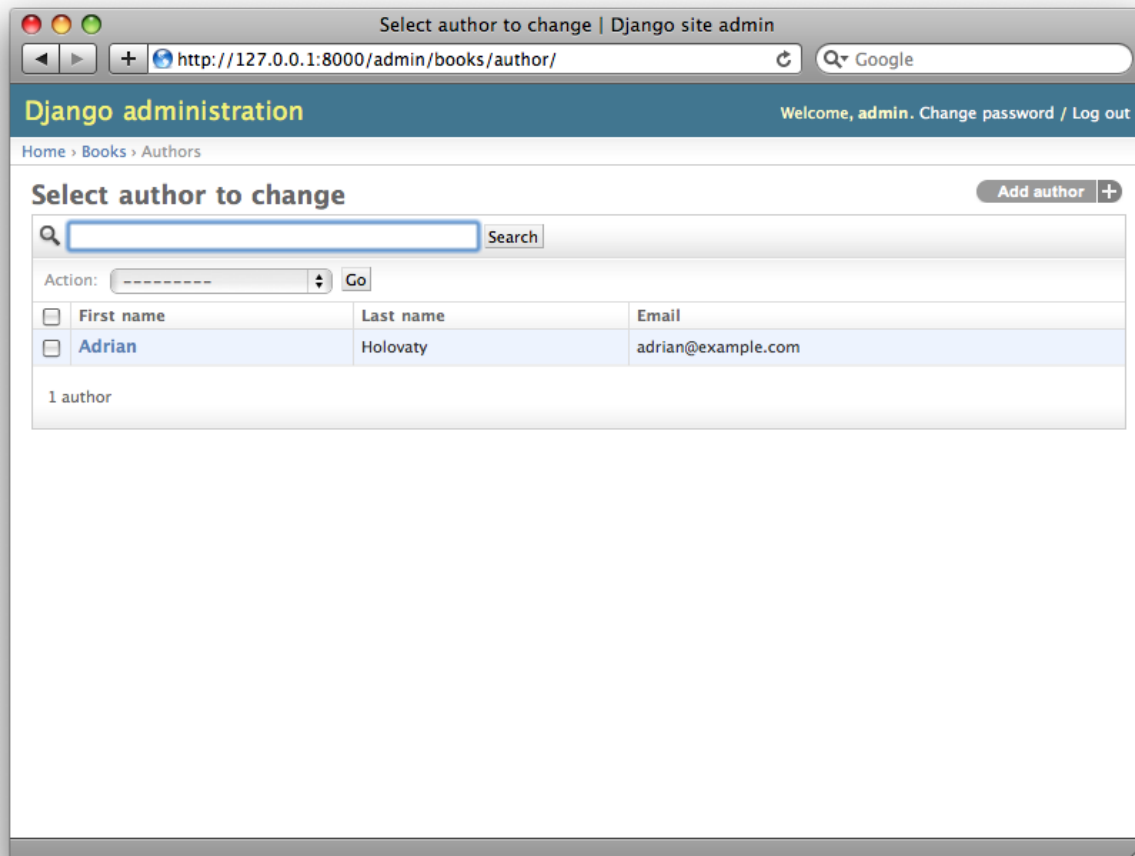 Select author to change | Django site admin
http://127.0.0.1:8000/admin/books/author/ Google
Django administration Welcome, admin. Change password / Log out
Home › Books › Authors
Select author to change Add author +
Search
Action: --------- Go
First name Last name Email
Adrian Holovaty adrian@example.com
1 author